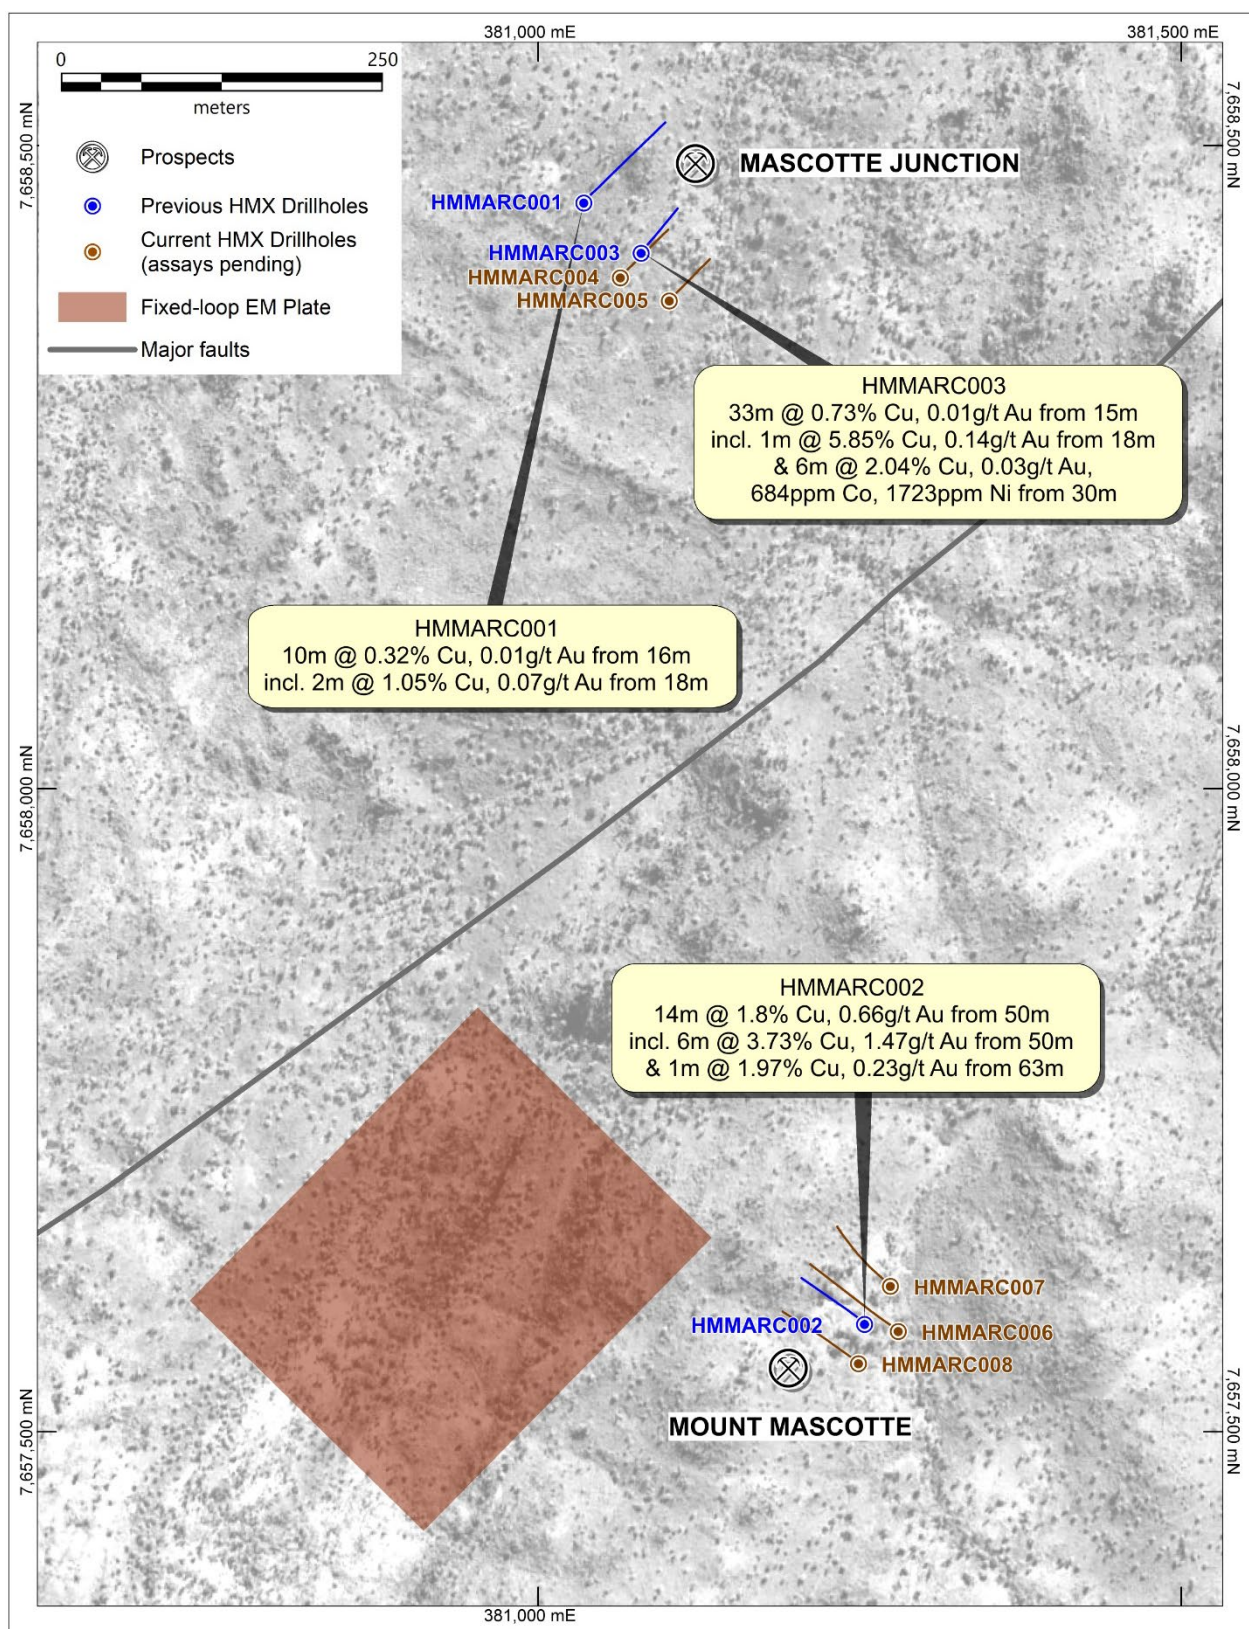 381,000 mE
381,500 mE
0
250
meters
Prospects
Previous HMX Drillholes
Current HMX Drillholes
(assays pending)
Fixed-loop EM Plate
Major faults
7,658,500 mN
7,658,500 mN
MASCOTTE JUNCTION
HMMARC001
HMMARC003
HMMARC004
HMMARC005
HMMARC003
33m @ 0.73% Cu, 0.01g/t Au from 15m
incl. 1m @ 5.85% Cu, 0.14g/t Au from 18m
& 6m @ 2.04% Cu, 0.03g/t Au,
684ppm Co, 1723ppm Ni from 30m
HMMARC001
10m @ 0.32% Cu, 0.01g/t Au from 16m
incl. 2m @ 1.05% Cu, 0.07g/t Au from 18m
7,658,000 mN
7,658,000 mN
HMMARC002
14m @ 1.8% Cu, 0.66g/t Au from 50m
incl. 6m @ 3.73% Cu, 1.47g/t Au from 50m
& 1m @ 1.97% Cu, 0.23g/t Au from 63m
HMMARC007
HMMARC002
HMMARC006
HMMARC008
MOUNT MASCOTTE
7,657,500 mN
7,657,500 mN
381,000 mE